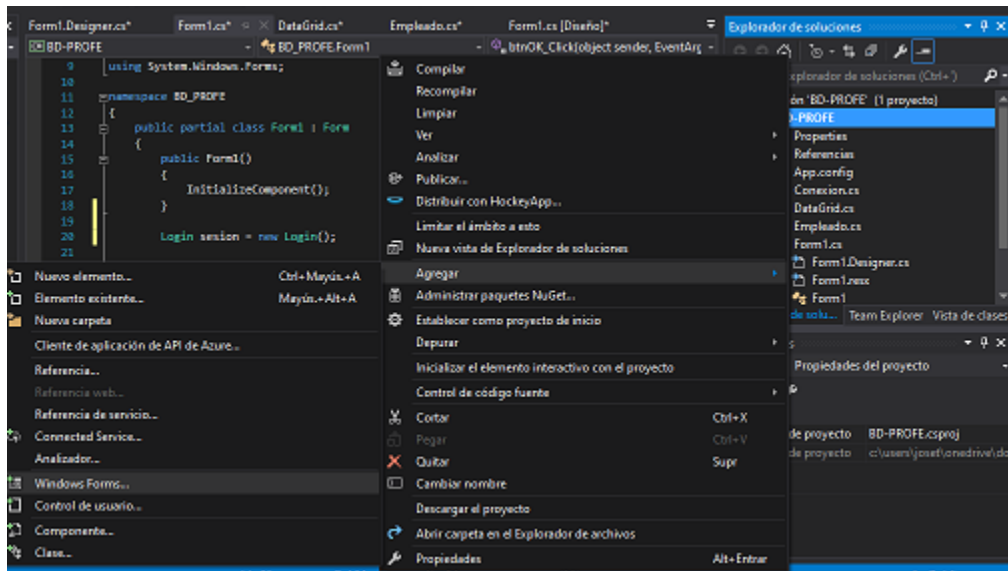 Form1.Designer.cs*
Form1.cs*
DataGrid.cs*
Empleado.cs*
Form1.cs [Diseño]*
BD-PROFE
BD_PROFE.Form1
btnOK_Click(object sender, EventArg
9 using System.Windows.Forms;
10
11 namespace BD_PROFE
12 {
13 public partial class Form1 : Form
14 {
15 public Form1()
16 {
17 InitializeComponent();
18 }
19
20 Login sesion = new Login();
21
Compilar
Recompilar
Limpiar
Ver
Analizar
Publicar...
Distribuir con HockeyApp...
Limitar el ámbito a esto
Nueva vista de Explorador de soluciones
Agregar
Administrar paquetes NuGet...
Establecer como proyecto de inicio
Depurar
Inicializar el elemento interactivo con el proyecto
Control de código fuente
Cortar Ctrl+X
Pegar Ctrl+V
Quitar Supr
Cambiar nombre
Descargar el proyecto
Abrir carpeta en el Explorador de archivos
Propiedades Alt+Entrar
Nuevo elemento... Ctrl+Mayús.+A
Elemento existente... Mayús.+Alt+A
Nueva carpeta
Cliente de aplicación de API de Azure...
Referencia...
Referencia web...
Referencia de servicio...
Connected Service...
Analizador...
Windows Forms...
Control de usuario...
Componente...
Clase...
Explorador de soluciones
explorador de soluciones (Ctrl+')
ón 'BD-PROFE' (1 proyecto)
D-PROFE
Properties
Referencias
App.config
Conexion.cs
DataGrid.cs
Empleado.cs
Form1.cs
Form1.Designer.cs
Form1.resx
Form1
de solu... Team Explorer Vista de clases
Propiedades del proyecto
de proyecto BD-PROFE.csproj
de proyecto c:\users\josef\onedrive\do